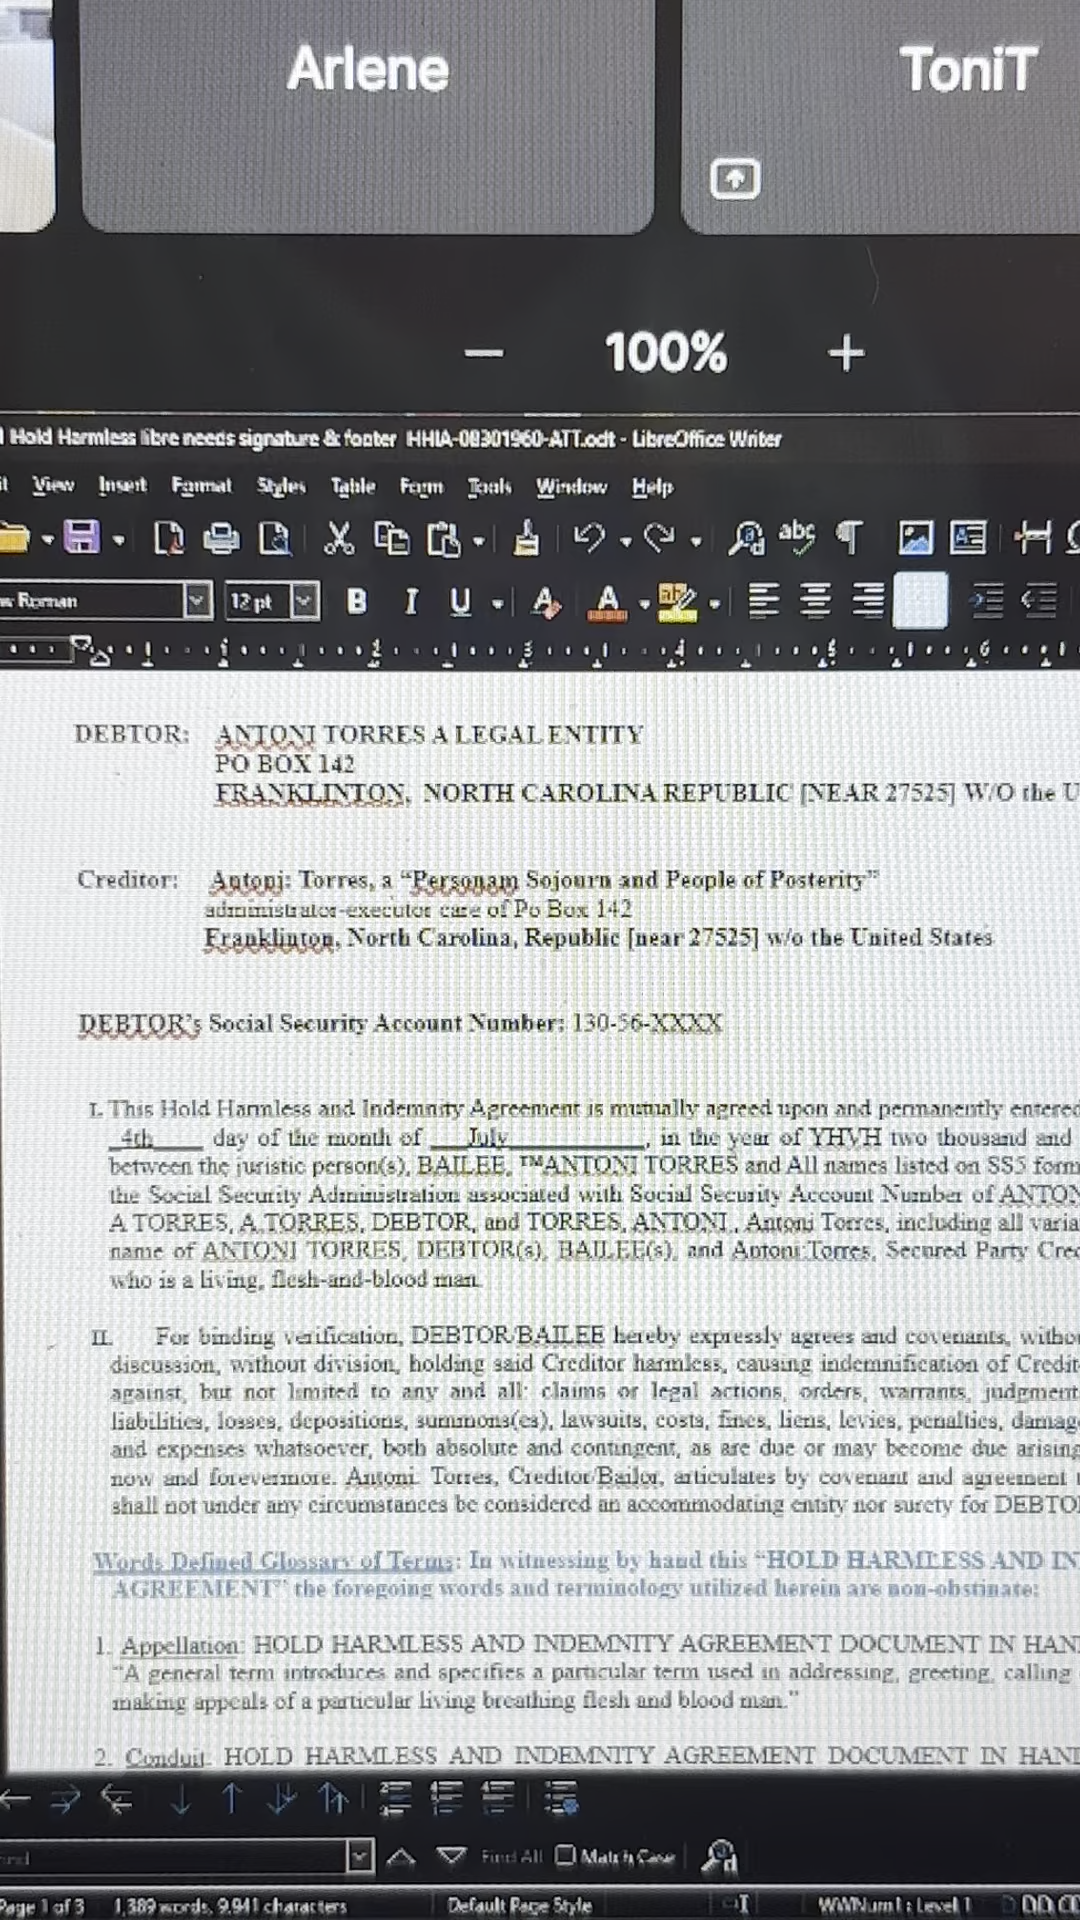 Arlene
ToniT
100%
Hold Harmless libre needs signature & footer HHIA-08301960-ATT.odt - LibreOffice Writer
View Insert Format Styles Table Form Tools Window Help
Roman 12 pt B I U
1 2 3 4 5 6
DEBTOR: ANTONI TORRES A LEGAL ENTITY
PO BOX 142
FRANKLINTON, NORTH CAROLINA REPUBLIC [NEAR 27525] W/O the U
Creditor: Antoni: Torres, a “Personam Sojourn and People of Posterity”
administrator-executor care of Po Box 142
Franklinton, North Carolina, Republic [near 27525] w/o the United States
DEBTOR's Social Security Account Number: 130-56-XXXX
I. This Hold Harmless and Indemnity Agreement is mutually agreed upon and permanently entered
4th day of the month of July, in the year of YHVH two thousand and
between the juristic person(s), BAILEE, ™ANTONI TORRES and All names listed on SS5 form
the Social Security Administration associated with Social Security Account Number of ANTON
A TORRES, A.TORRES, DEBTOR, and TORRES, ANTONI , Antoni Torres, including all varia
name of ANTONI TORRES, DEBTOR(s), BAILEE(s), and Antoni:Torres, Secured Party Cre
who is a living, flesh-and-blood man.
II. For binding verification, DEBTOR/BAILEE hereby expressly agrees and covenants, witho
discussion, without division, holding said Creditor harmless, causing indemnification of Credit
against, but not limited to any and all: claims or legal actions, orders, warrants, judgment
liabilities, losses, depositions, summons(es), lawsuits, costs, fines, liens, levies, penalties, damag
and expenses whatsoever, both absolute and contingent, as are due or may become due arising
now and forevermore. Antoni: Torres, Creditor/Bailor, articulates by covenant and agreement
shall not under any circumstances be considered an accommodating entity nor surety for DEBTO
Words Defined Glossary of Terms: In witnessing by hand this “HOLD HARMLESS AND IN
AGREEMENT” the foregoing words and terminology utilized herein are non-obstinate:
1. Appellation: HOLD HARMLESS AND INDEMNITY AGREEMENT DOCUMENT IN HAN
“A general term introduces and specifies a particular term used in addressing, greeting, calling
making appeals of a particular living breathing flesh and blood man.”
2. Conduit: HOLD HARMLESS AND INDEMNITY AGREEMENT DOCUMENT IN HAN
Find All Match Case
Page 1 of 3 1,389 words, 9,941 characters Default Page Style WWNum1 : Level 1